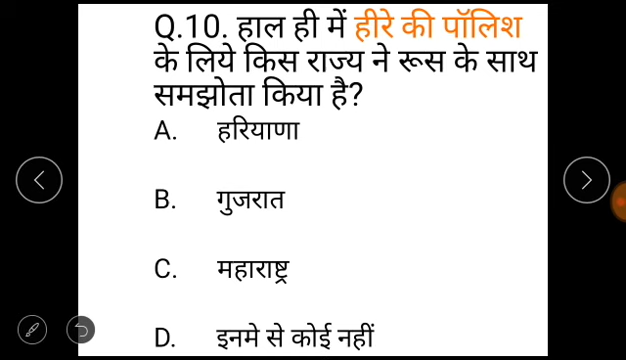 Q.10. हाल ही में हीरे की पॉलिश
के लिये किस राज्य ने रूस के साथ
समझोता किया है?
A. हरियाणा
B. गुजरात
C. महाराष्ट्र
D. इनमे से कोई नहीं